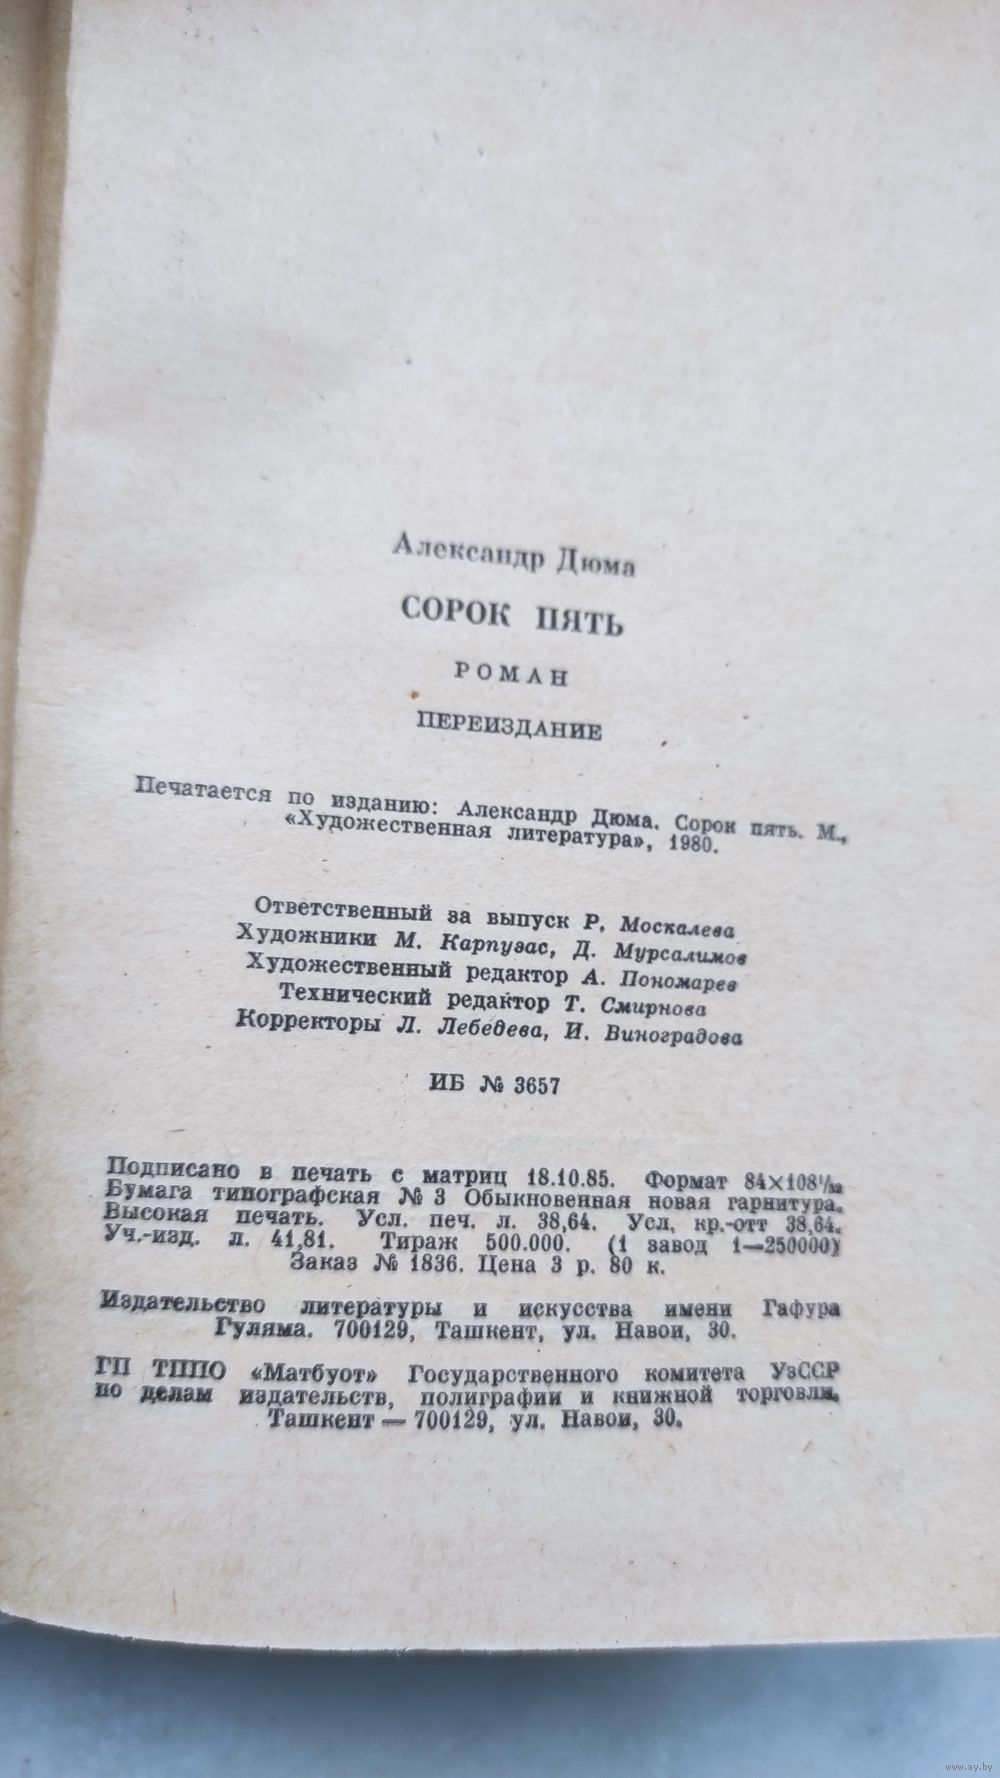 Александр Дюма
СОРОК ПЯТЬ
РОМАН
ПЕРЕИЗДАНИЕ
Печатается по изданию: Александр Дюма. Сорок пять. М.,
«Художественная литература», 1980.
Ответственный за выпуск Р. Москалева
Художники М. Карпузас, Д. Мурсалимов
Художественный редактор А. Пономарев
Технический редактор Т. Смирнова
Корректоры Л. Лебедева, И. Виноградова
ИБ № 3657
Подписано в печать с матриц 18.10.85. Формат 84×108¹/₃₂
Бумага типографская № 3 Обыкновенная новая гарнитура.
Высокая печать. Усл. печ. л. 38,64. Усл. кр.-отт 38,64.
Уч.-изд. л. 41,81. Тираж 500.000. (1 завод 1—250000)
Заказ № 1836. Цена 3 р. 80 к.
Издательство литературы и искусства имени Гафура
Гуляма. 700129, Ташкент, ул. Навои, 30.
ГП ТППО «Матбуот» Государственного комитета УзССР
по делам издательств, полиграфии и книжной торговли.
Ташкент — 700129, ул. Навои, 30.
www.ay.by